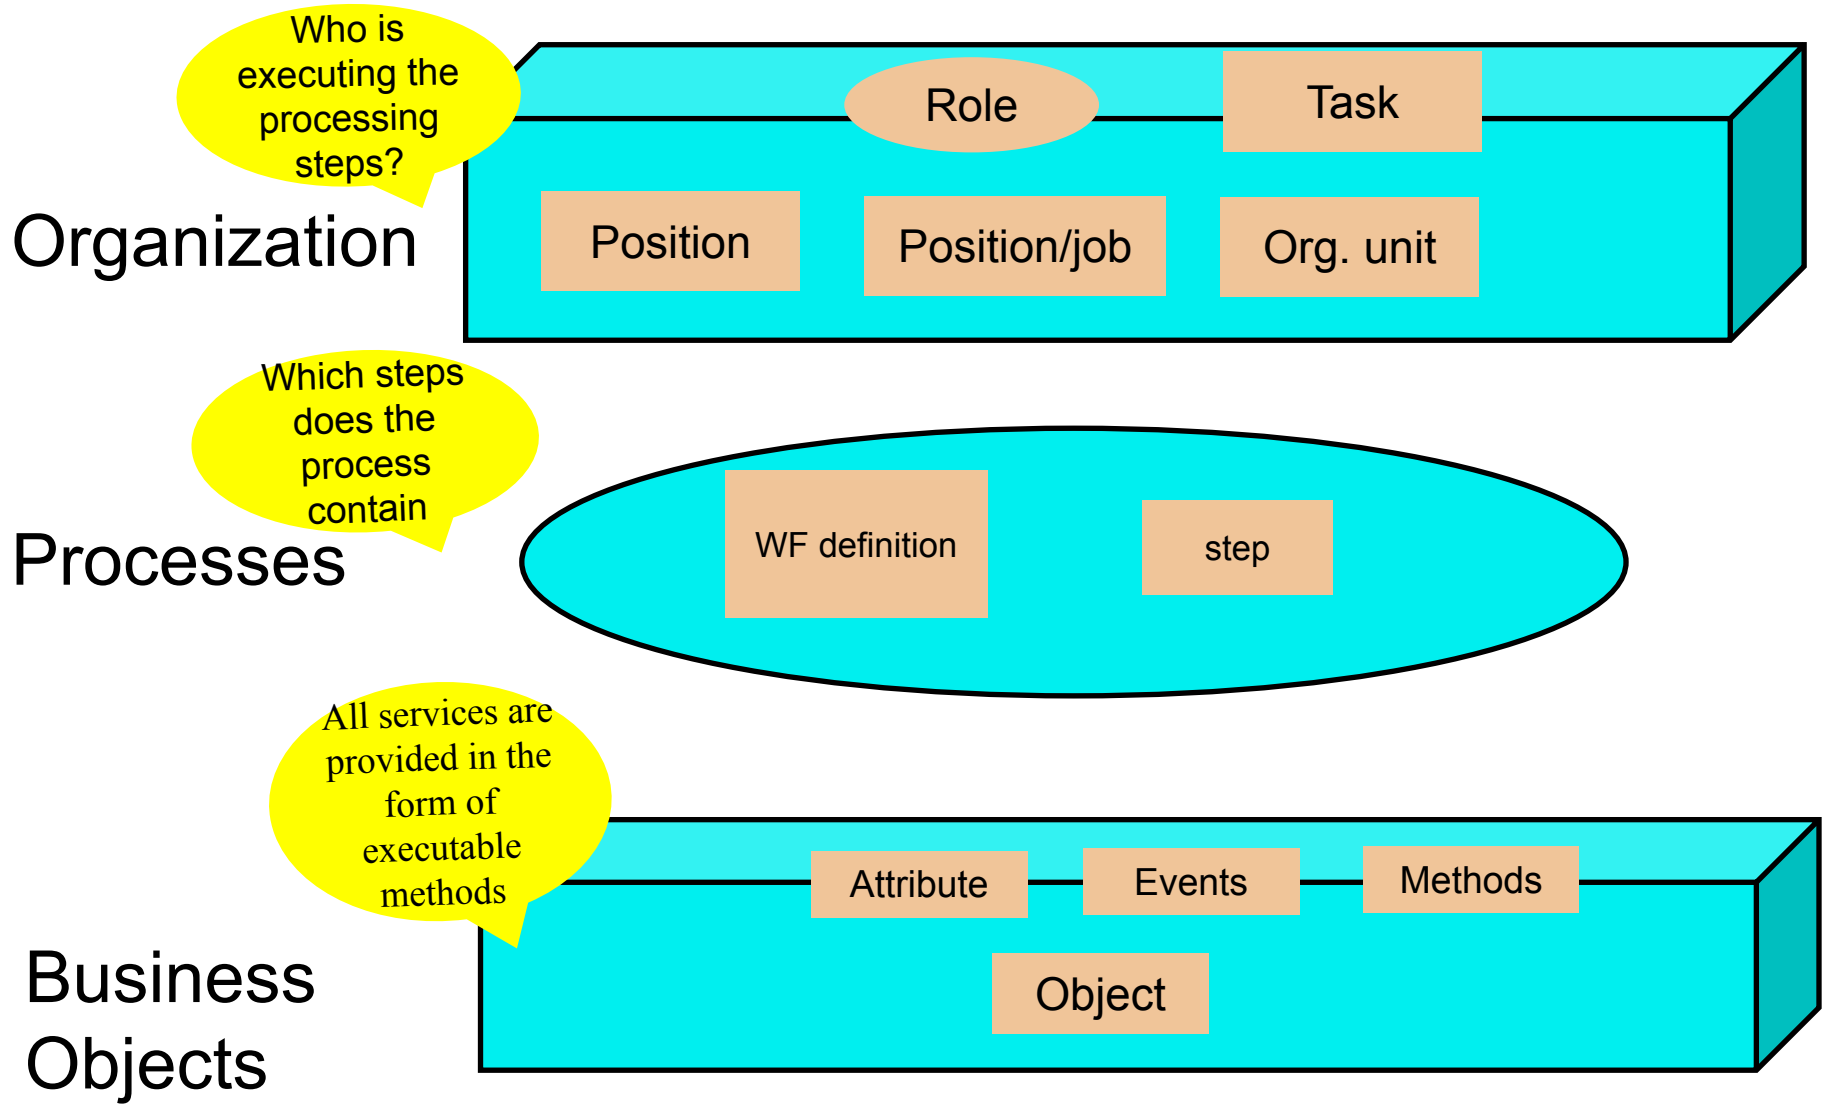 Who is
executing the
processing
steps?
Role
Task
Organization
Position
Position/job
Org. unit
Which steps
does the
process
contain
Processes
WF definition
step
All services are
provided in the
form of
executable
methods
Attribute
Events
Methods
Business
Objects
Object